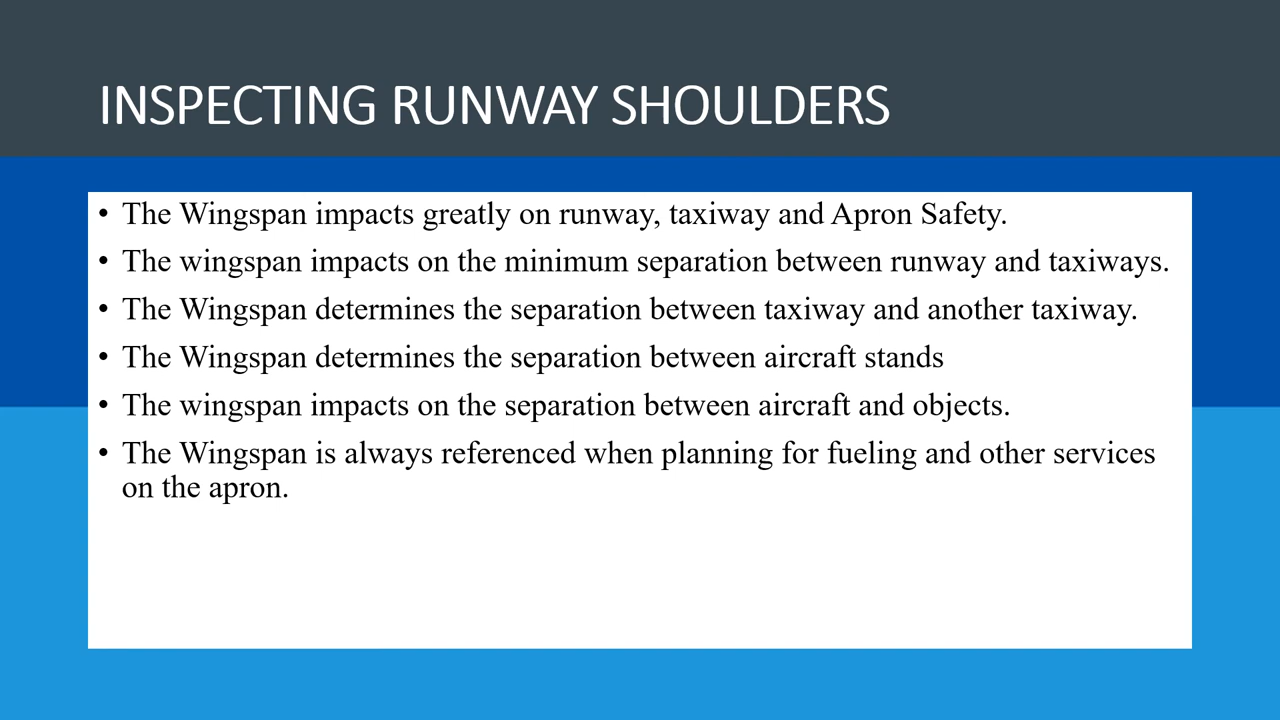 INSPECTING RUNWAY SHOULDERS
• The Wingspan impacts greatly on runway, taxiway and Apron Safety.
• The wingspan impacts on the minimum separation between runway and taxiways.
• The Wingspan determines the separation between taxiway and another taxiway.
• The Wingspan determines the separation between aircraft stands
• The wingspan impacts on the separation between aircraft and objects.
• The Wingspan is always referenced when planning for fueling and other services
on the apron.